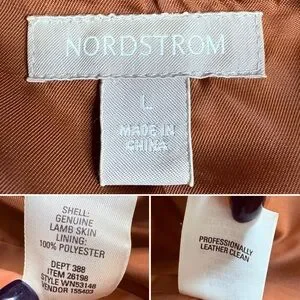 NORDSTROM
L
MADE IN
CHINA
SHELL:
GENUINE
LAMB SKIN
LINING:
100% POLYESTER
DEPT 388
ITEM 26198
STYLE WN53148
VENDOR 155403
PROFESSIONALLY
LEATHER CLEAN